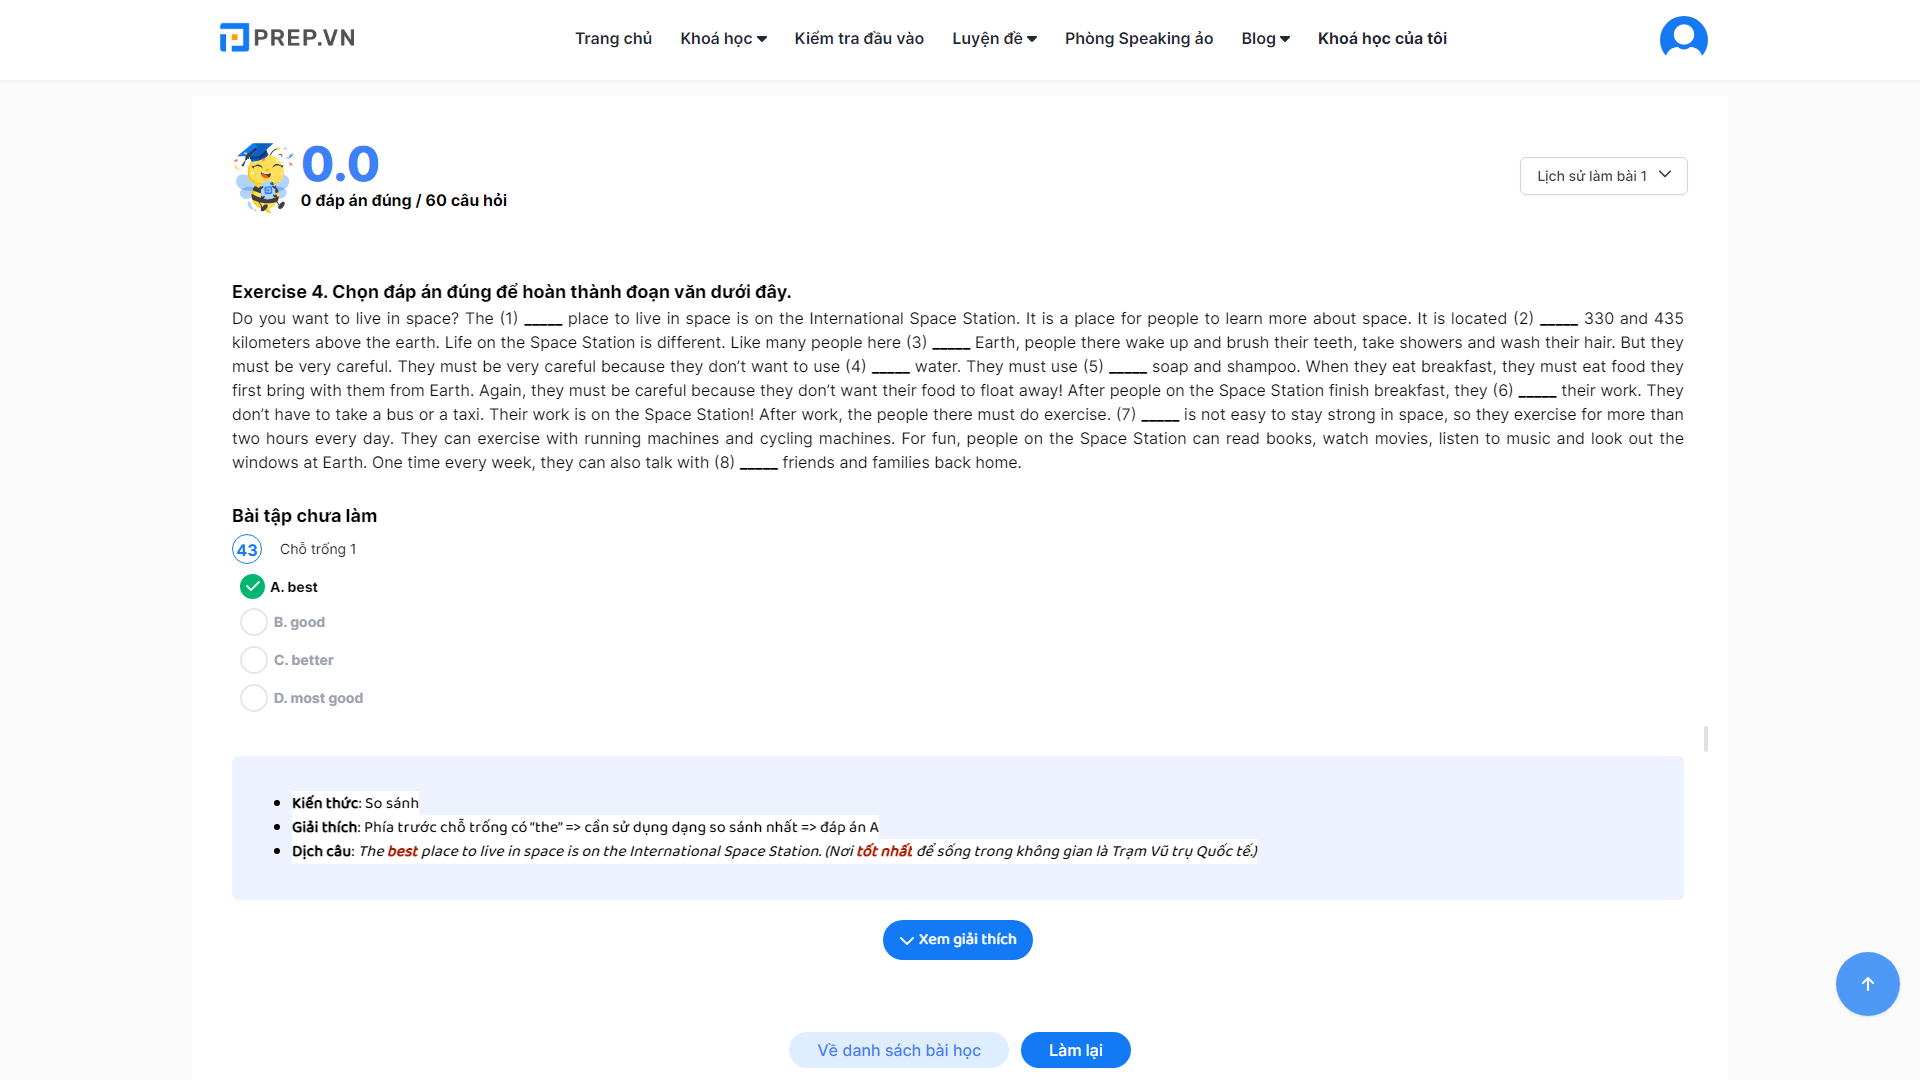 PREP.VN
Trang chủ Khoá học Kiểm tra đầu vào Luyện đề Phòng Speaking ảo Blog Khoá học của tôi
0.0
0 đáp án đúng / 60 câu hỏi
Lịch sử làm bài 1
Exercise 4. Chọn đáp án đúng để hoàn thành đoạn văn dưới đây.
Do you want to live in space? The (1) _____ place to live in space is on the International Space Station. It is a place for people to learn more about space. It is located (2) _____ 330 and 435
kilometers above the earth. Life on the Space Station is different. Like many people here (3) _____ Earth, people there wake up and brush their teeth, take showers and wash their hair. But they
must be very careful. They must be very careful because they don’t want to use (4) _____ water. They must use (5) _____ soap and shampoo. When they eat breakfast, they must eat food they
first bring with them from Earth. Again, they must be careful because they don’t want their food to float away! After people on the Space Station finish breakfast, they (6) _____ their work. They
don’t have to take a bus or a taxi. Their work is on the Space Station! After work, the people there must do exercise. (7) _____ is not easy to stay strong in space, so they exercise for more than
two hours every day. They can exercise with running machines and cycling machines. For fun, people on the Space Station can read books, watch movies, listen to music and look out the
windows at Earth. One time every week, they can also talk with (8) _____ friends and families back home.
Bài tập chưa làm
43 Chỗ trống 1
A. best
B. good
C. better
D. most good
Kiến thức: So sánh
Giải thích: Phía trước chỗ trống có "the" => cần sử dụng dạng so sánh nhất => đáp án A
Dịch câu: The best place to live in space is on the International Space Station. (Nơi tốt nhất để sống trong không gian là Trạm Vũ trụ Quốc tế.)
Xem giải thích
Về danh sách bài học Làm lại